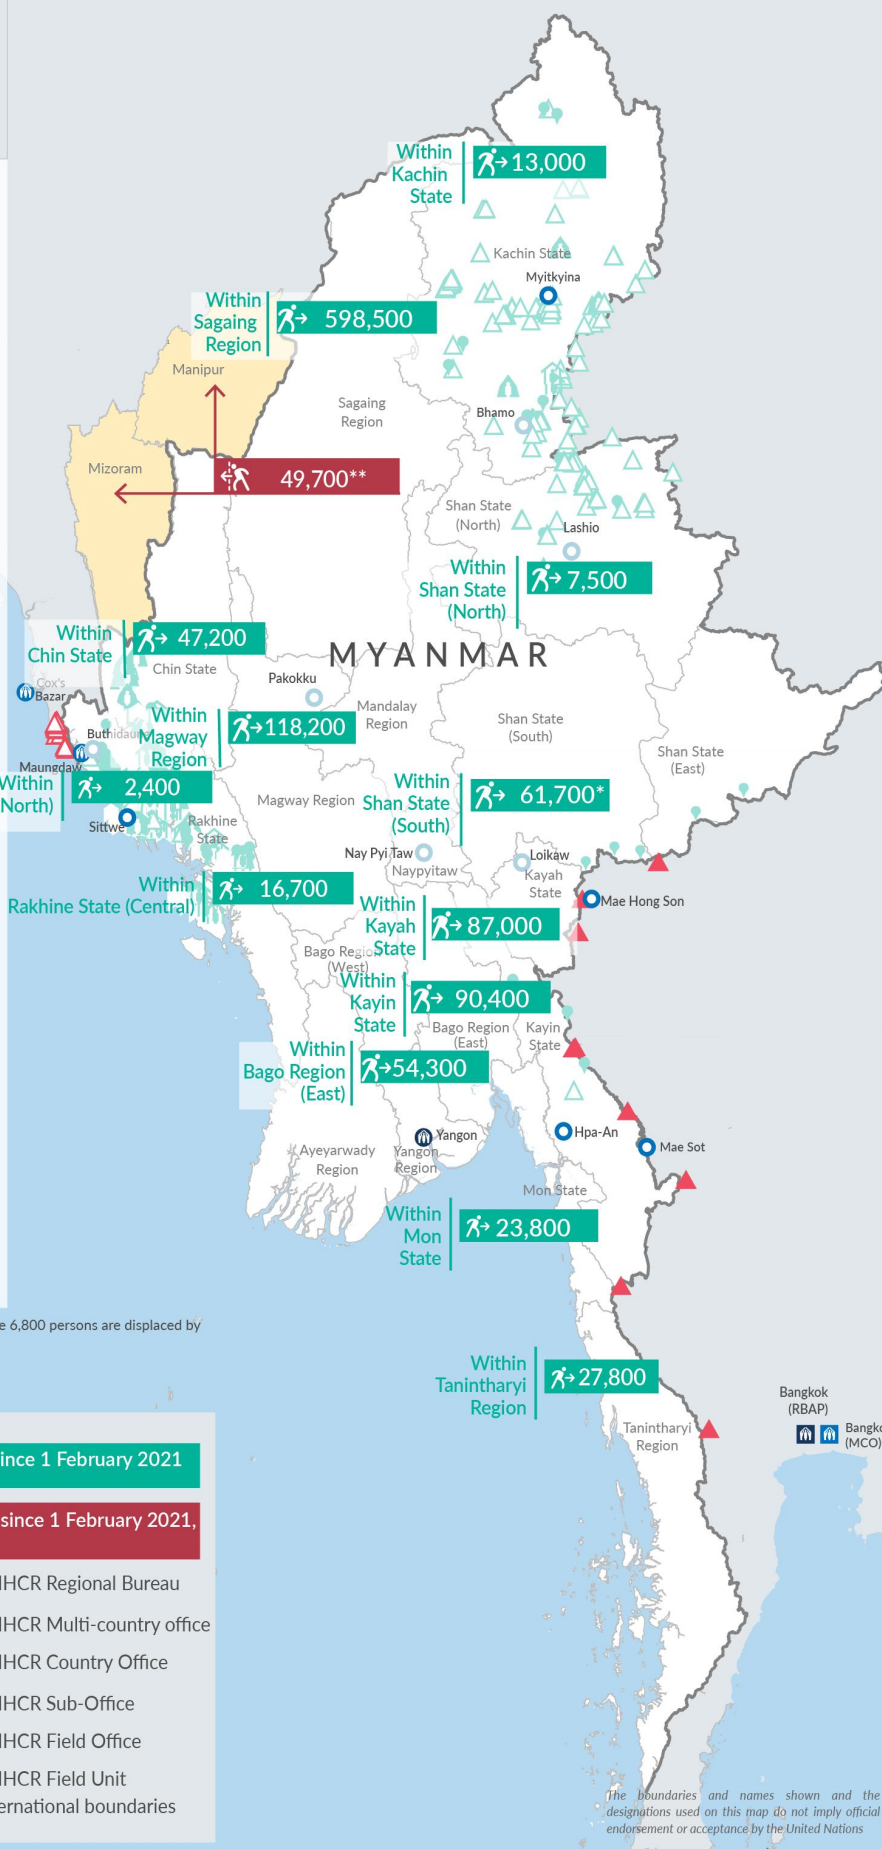 Within
Kachin
State
13,000
Kachin State
Myitkyina
Within
Sagaing
Region
598,500
Manipur
Sagaing
Region
Bhamo
Mizoram
49,700**
Shan State
(North)
Lashio
Within
Shan State
(North)
7,500
Within
Chin State
47,200
Chin State
MYANMAR
Pakokku
Cox's
Bazar
Mandalay
Region
Within
Magway
Region
118,200
Shan State
(South)
Shan State
(East)
Maungdaw
Within
North)
2,400
Within
Shan State
(South)
61,700*
Magway Region
Sittwe
Rakhine
State
Nay Pyi Taw
Naypyitaw
Loikaw
Kayah
State
Within
Rakhine State (Central)
16,700
Mae Hong Son
Within
Kayah
State
87,000
Bago Region
(West)
Within
Kayin
State
90,400
Bago Region
(East)
Kayin
State
Within
Bago Region
(East)
54,300
Yangon
Yangon
Region
Hpa-An
Mae Sot
Ayeyarwady
Region
Mon State
Within
Mon
State
23,800
e 6,800 persons are displaced by
Within
Tanintharyi
Region
27,800
Tanintharyi
Region
Bangkok
(RBAP)
Bangko
(MCO)
ince 1 February 2021
since 1 February 2021,
HCR Regional Bureau
HCR Multi-country office
HCR Country Office
HCR Sub-Office
HCR Field Office
HCR Field Unit
ernational boundaries
The boundaries and names shown and the
designations used on this map do not imply official
endorsement or acceptance by the United Nations